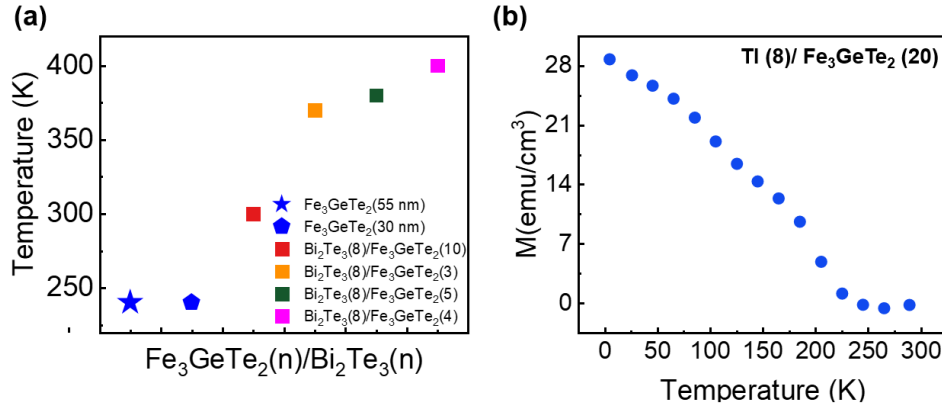 (a)
Temperature (K)
400
350
300
250
Fe₃GeTe₂(55 nm)
Fe₃GeTe₂(30 nm)
Bi₂Te₃(8)/Fe₃GeTe₂(10)
Bi₂Te₃(8)/Fe₃GeTe₂(3)
Bi₂Te₃(8)/Fe₃GeTe₂(5)
Bi₂Te₃(8)/Fe₃GeTe₂(4)
Fe₃GeTe₂(n)/Bi₂Te₃(n)
(b)
TI (8)/ Fe₃GeTe₂ (20)
M(emu/cm³)
28
21
14
7
0
0 50 100 150 200 250 300
Temperature (K)